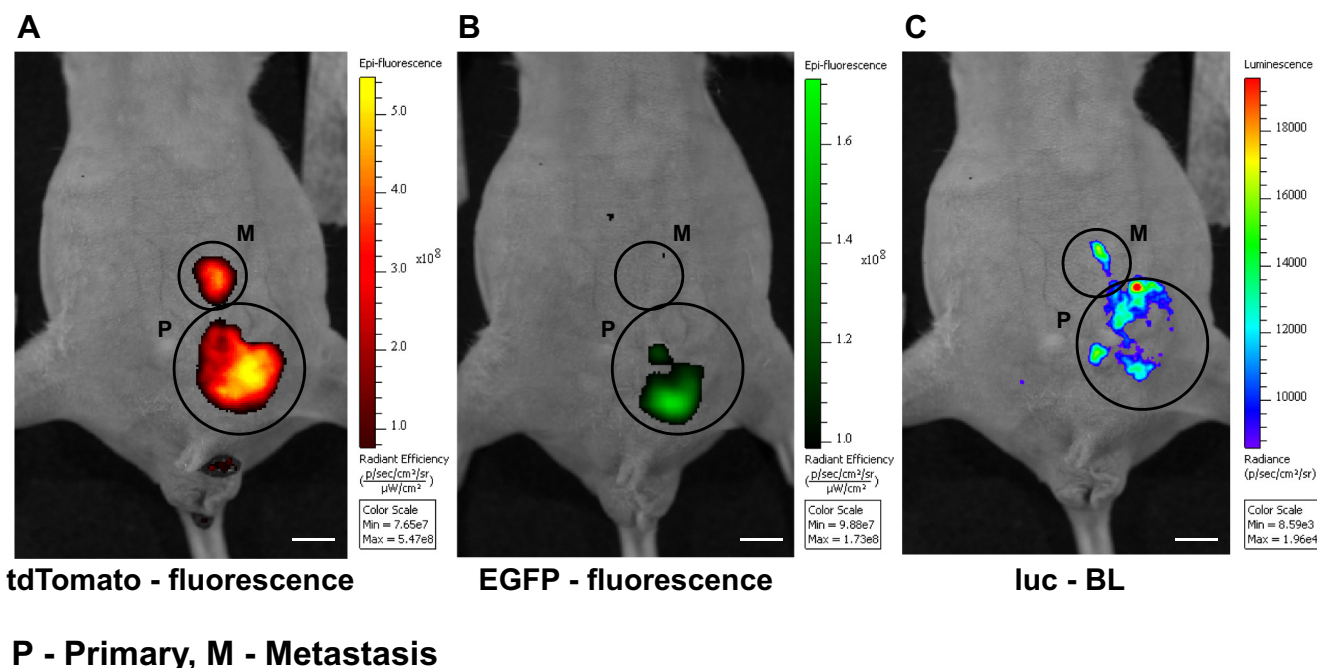 A
B
C
Epi-fluorescence
5.0
4.0
3.0
x10⁸
2.0
1.0
Radiant Efficiency
(p/sec/cm²/sr / µW/cm²)
Color Scale
Min = 7.65e7
Max = 5.47e8
M
P
Epi-fluorescence
1.6
1.4
x10⁸
1.2
1.0
Radiant Efficiency
(p/sec/cm²/sr / µW/cm²)
Color Scale
Min = 9.88e7
Max = 1.73e8
M
P
Luminescence
18000
16000
14000
12000
10000
Radiance
(p/sec/cm²/sr)
Color Scale
Min = 8.59e3
Max = 1.96e4
M
P
tdTomato - fluorescence
EGFP - fluorescence
luc - BL
P - Primary, M - Metastasis